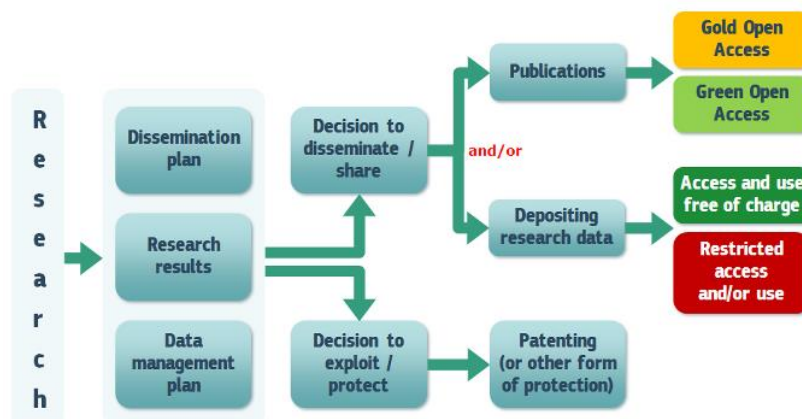 Research
Dissemination
plan
Research
results
Data
management
plan
Decision to
disseminate /
share
Decision to
exploit /
protect
and/or
Publications
Depositing
research data
Patenting
(or other form
of protection)
Gold Open
Access
Green Open
Access
Access and use
free of charge
Restricted
access
and/or use